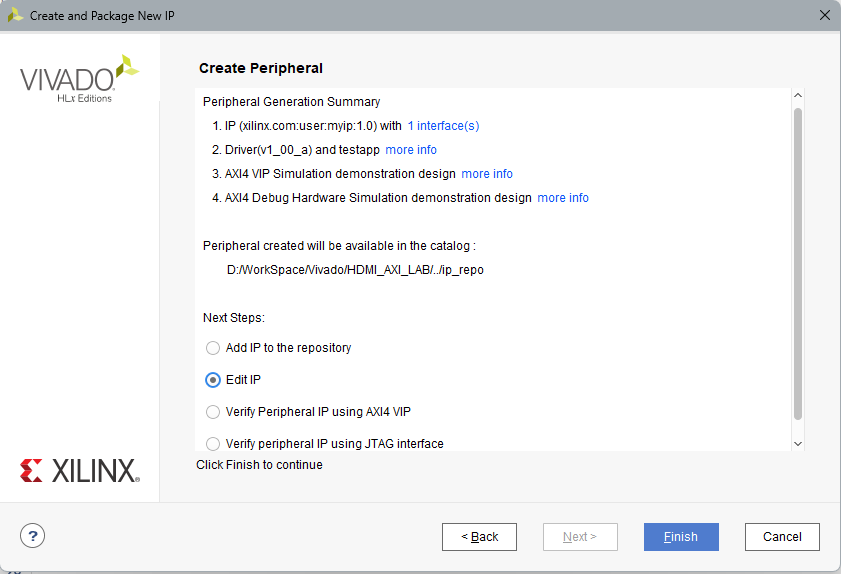 Create and Package New IP
VIVADO
HLx Editions
Create Peripheral
Peripheral Generation Summary
1. IP (xilinx.com:user:myip:1.0) with 1 interface(s)
2. Driver(v1_00_a) and testapp more info
3. AXI4 VIP Simulation demonstration design more info
4. AXI4 Debug Hardware Simulation demonstration design more info
Peripheral created will be available in the catalog :
D:/WorkSpace/Vivado/HDMI_AXI_LAB/../ip_repo
Next Steps:
Add IP to the repository
Edit IP
Verify Peripheral IP using AXI4 VIP
Verify peripheral IP using JTAG interface
Click Finish to continue
XILINX
?
< Back
Next >
Finish
Cancel